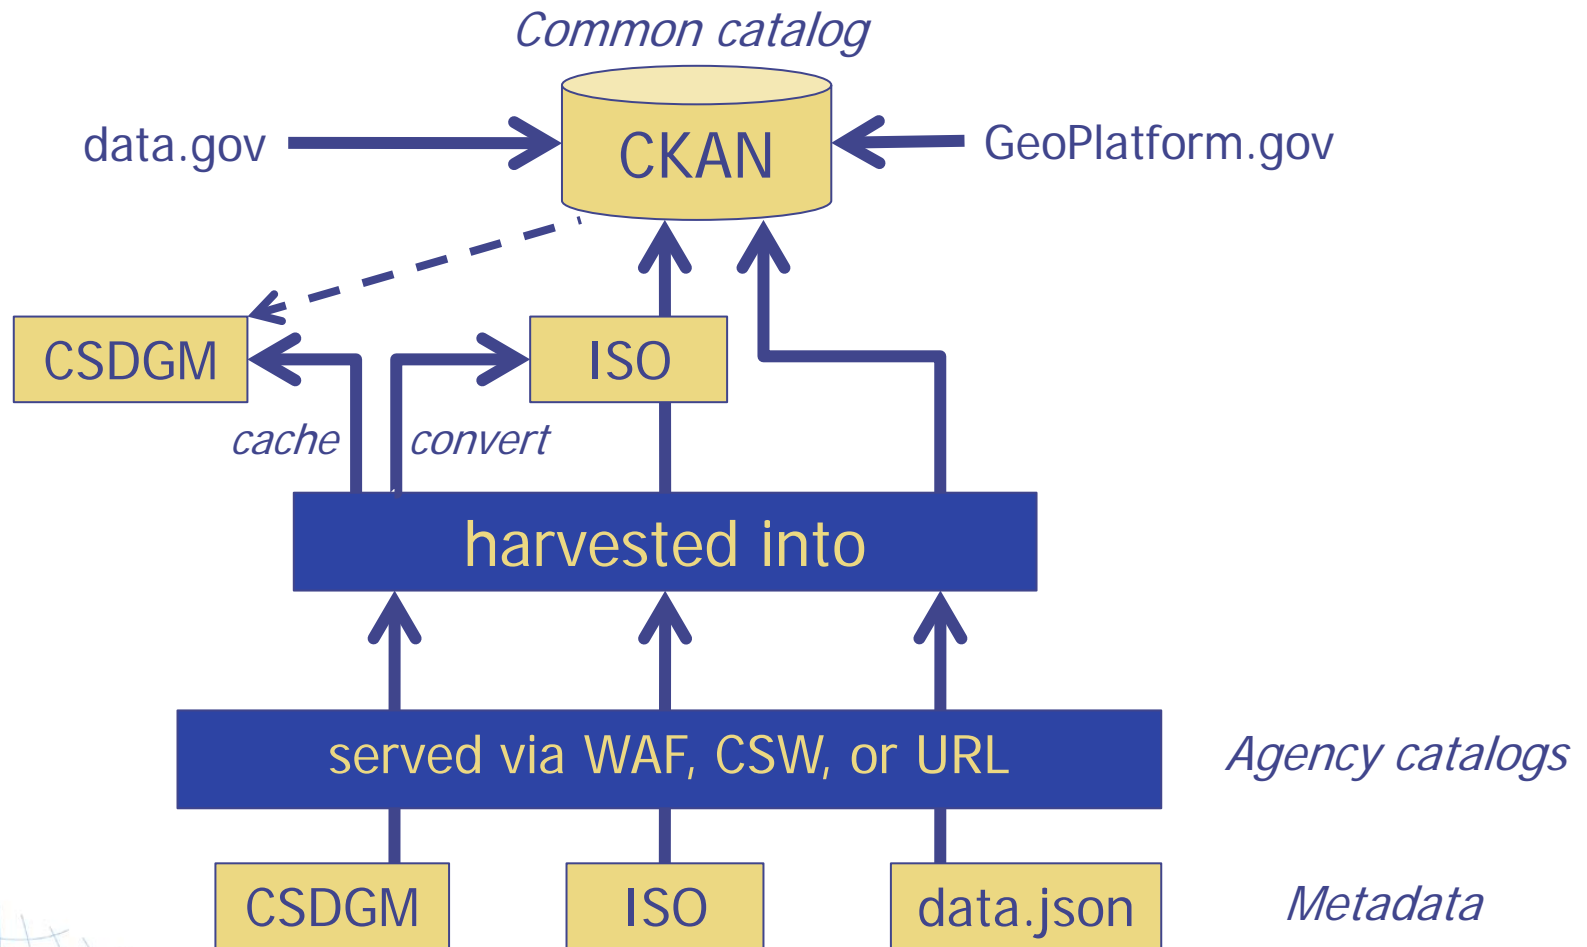 Common catalog
data.gov
CKAN
GeoPlatform.gov
CSDGM
ISO
cache
convert
harvested into
served via WAF, CSW, or URL
Agency catalogs
CSDGM
ISO
data.json
Metadata